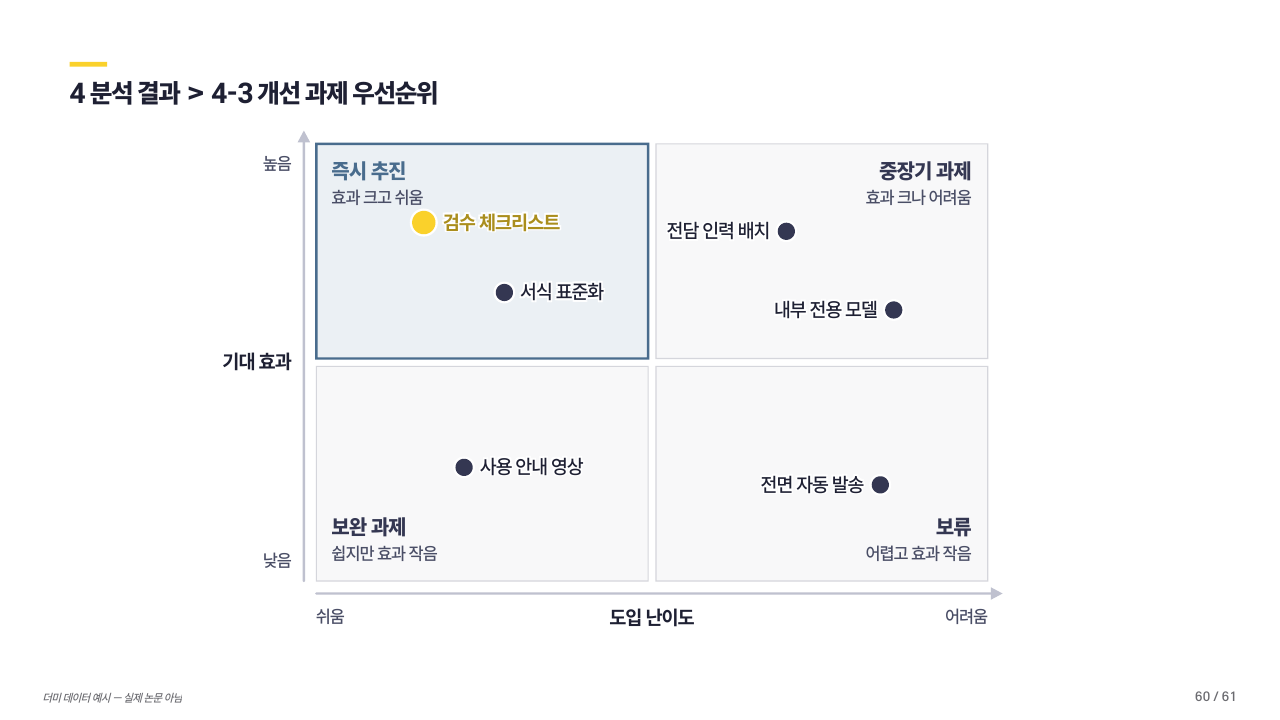 4 분석 결과 > 4-3 개선 과제 우선순위
높음
기대 효과
낮음
즉시 추진
효과 크고 쉬움
검수 체크리스트
서식 표준화
중장기 과제
효과 크나 어려움
전담 인력 배치
내부 전용 모델
사용 안내 영상
보완 과제
쉽지만 효과 작음
전면 자동 발송
보류
어렵고 효과 작음
쉬움
도입 난이도
어려움
더미 데이터 예시 — 실제 논문 아님
60 / 61